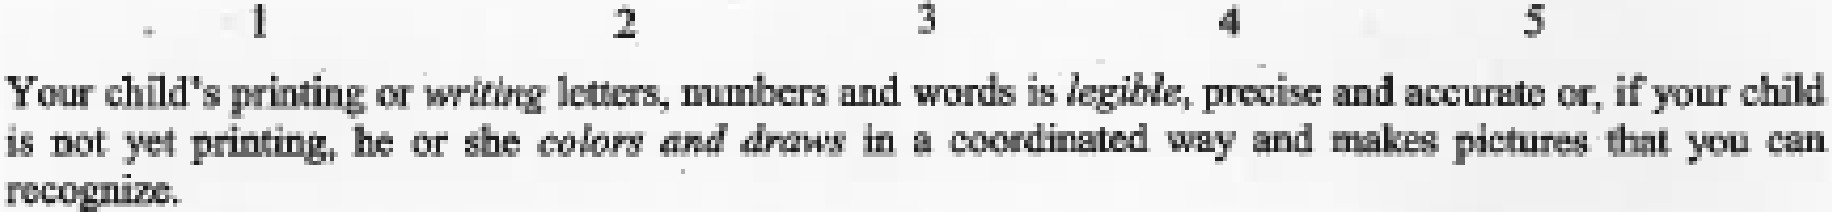 1 2 3 4 5
Your child's printing or writing letters, numbers and words is legible, precise and accurate or, if your child
is not yet printing, he or she colors and draws in a coordinated way and makes pictures that you can
recognize.